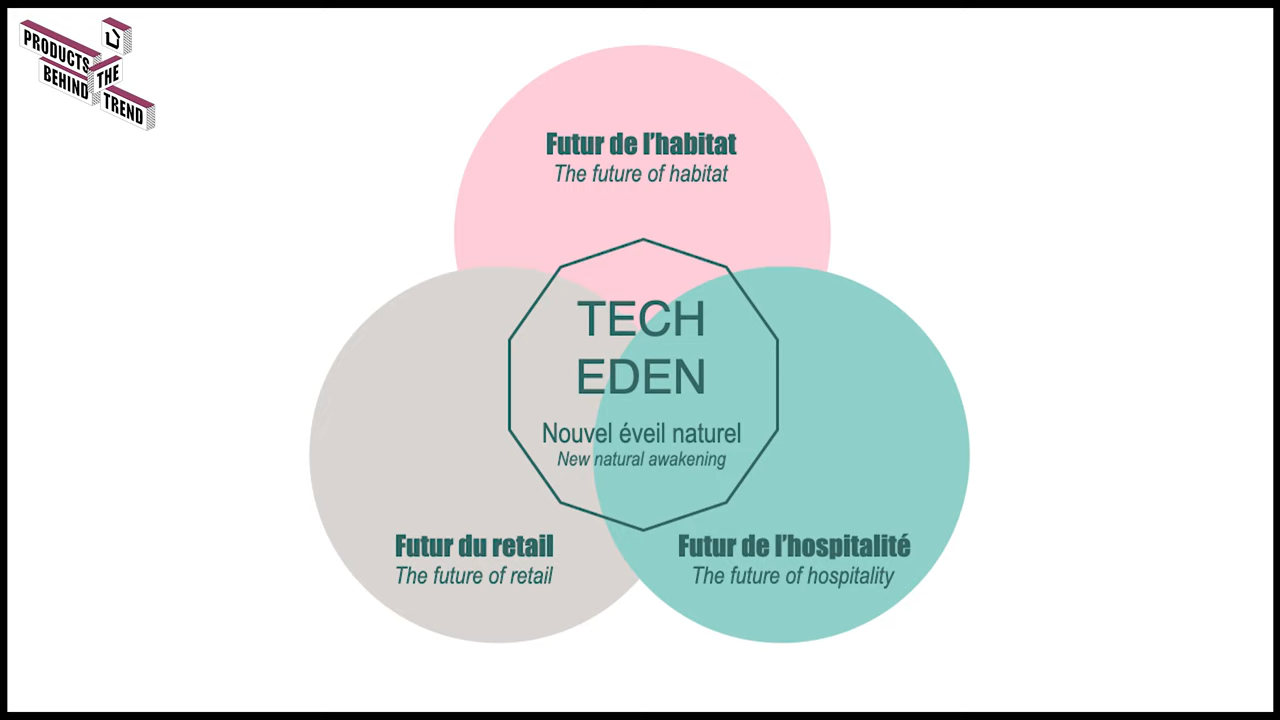 PRODUCTS
BEHIND
THE
TREND
Futur de l'habitat
The future of habitat
TECH
EDEN
Nouvel éveil naturel
New natural awakening
Futur du retail
The future of retail
Futur de l'hospitalité
The future of hospitality